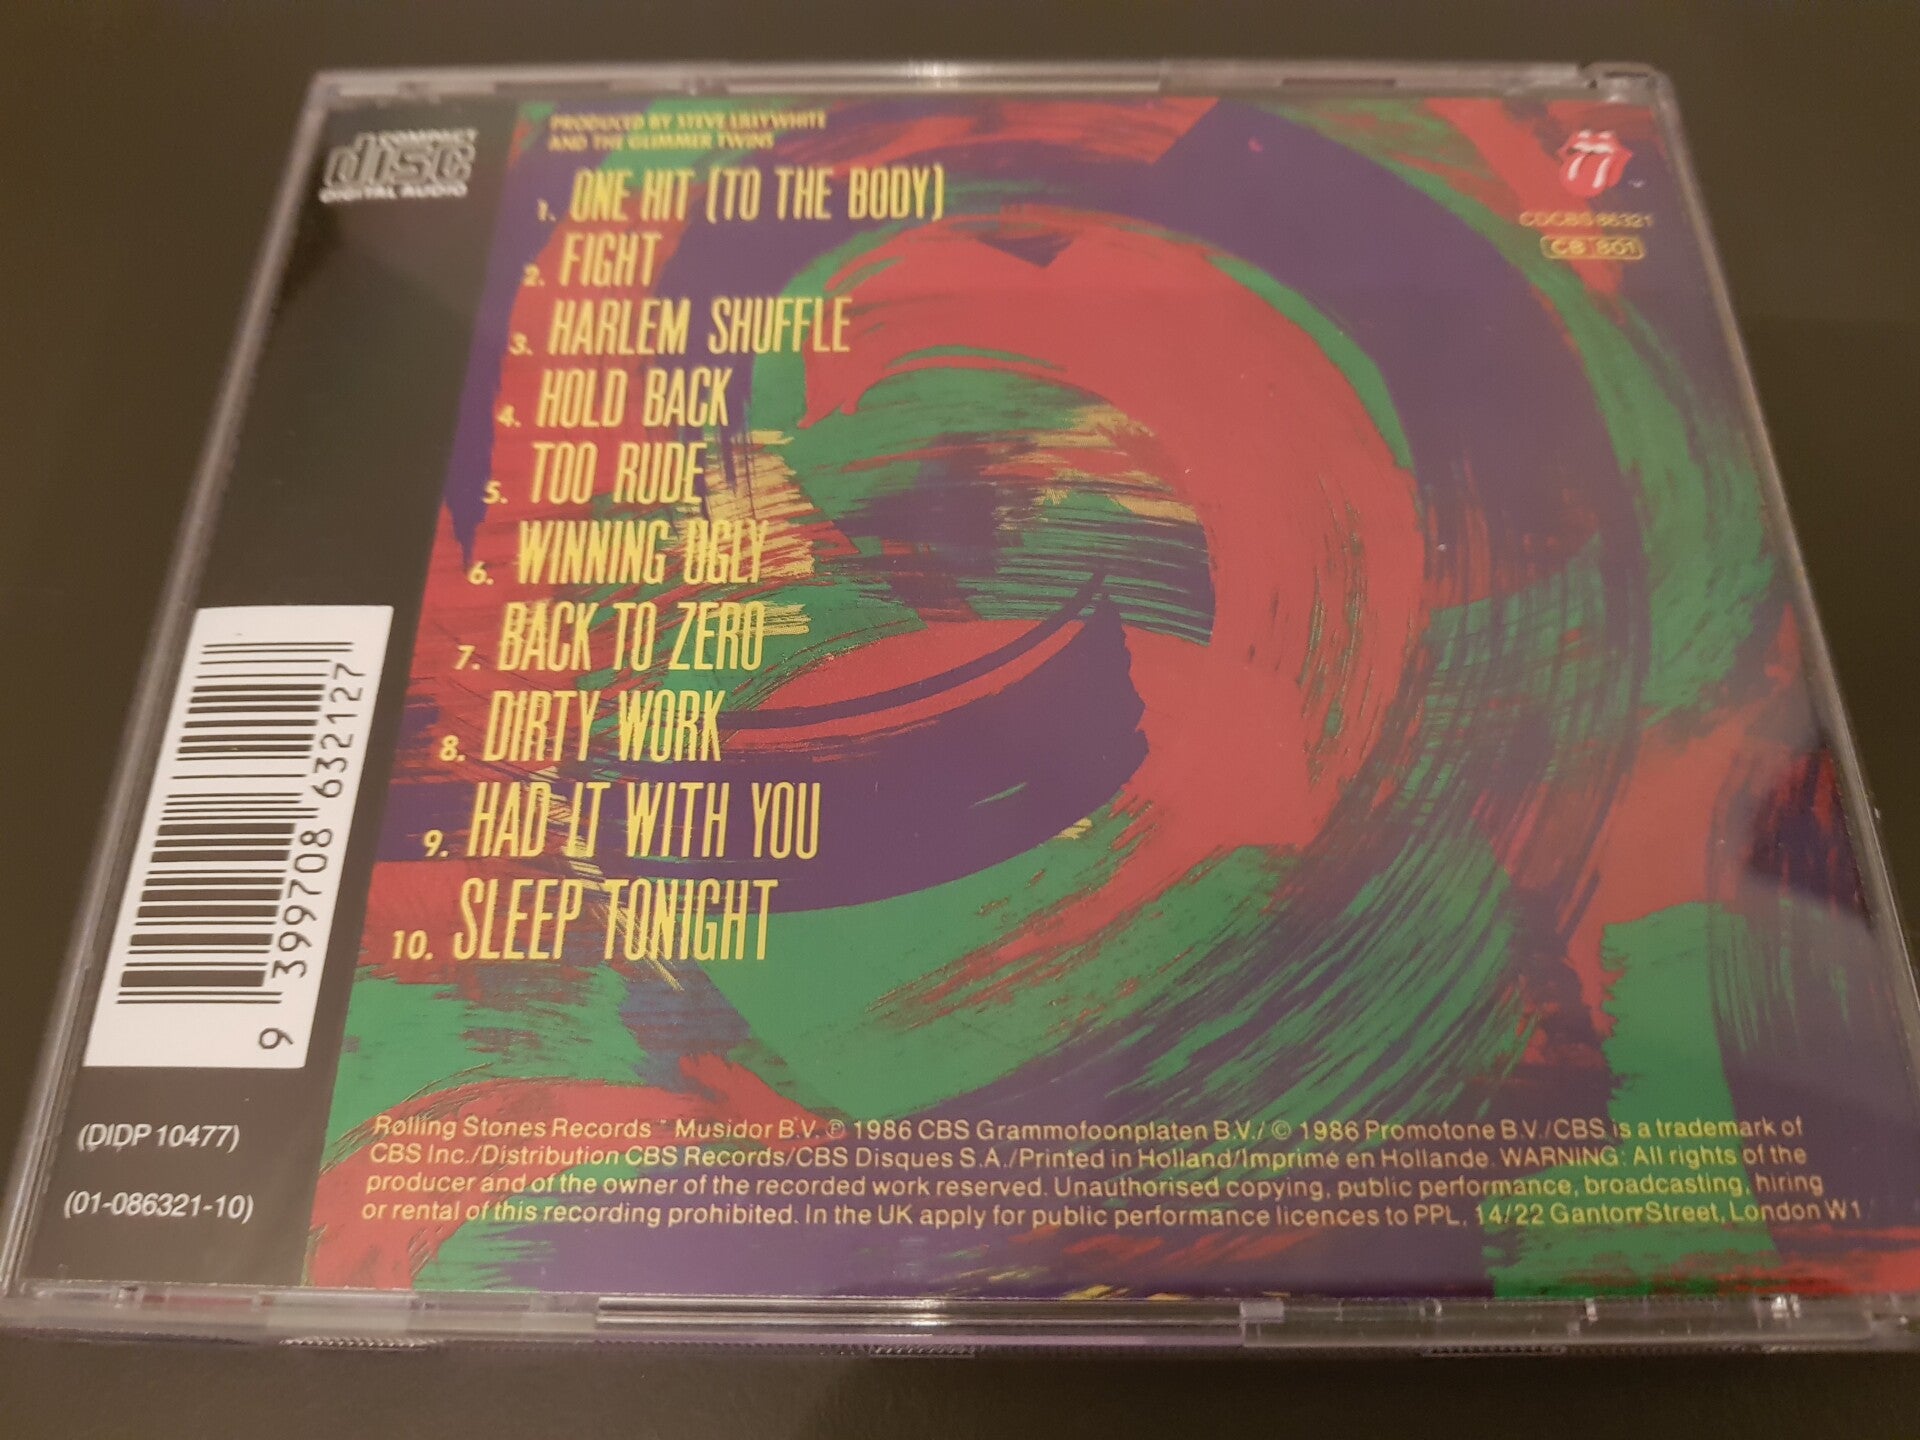 COMPACT
disc
DIGITAL AUDIO
PRODUCED BY STEVE LILLYWHITE
AND THE GLIMMER TWINS
1. ONE HIT (TO THE BODY)
2. FIGHT
3. HARLEM SHUFFLE
4. HOLD BACK
5. TOO RUDE
6. WINNING UGLY
7. BACK TO ZERO
8. DIRTY WORK
9. HAD IT WITH YOU
10. SLEEP TONIGHT
CDCBS 86321
CB 801
9 399708 632127
(DIDP 10477)
(01-086321-10)
Rolling Stones Records Musidor B.V. ℗ 1986 CBS Grammofoonplaten B.V./ © 1986 Promotone B.V./CBS is a trademark of
CBS Inc./Distribution CBS Records/CBS Disques S.A./Printed in Holland/Imprimé en Hollande. WARNING: All rights of the
producer and of the owner of the recorded work reserved. Unauthorised copying, public performance, broadcasting, hiring
or rental of this recording prohibited. In the UK apply for public performance licences to PPL, 14/22 Ganton Street, London W1